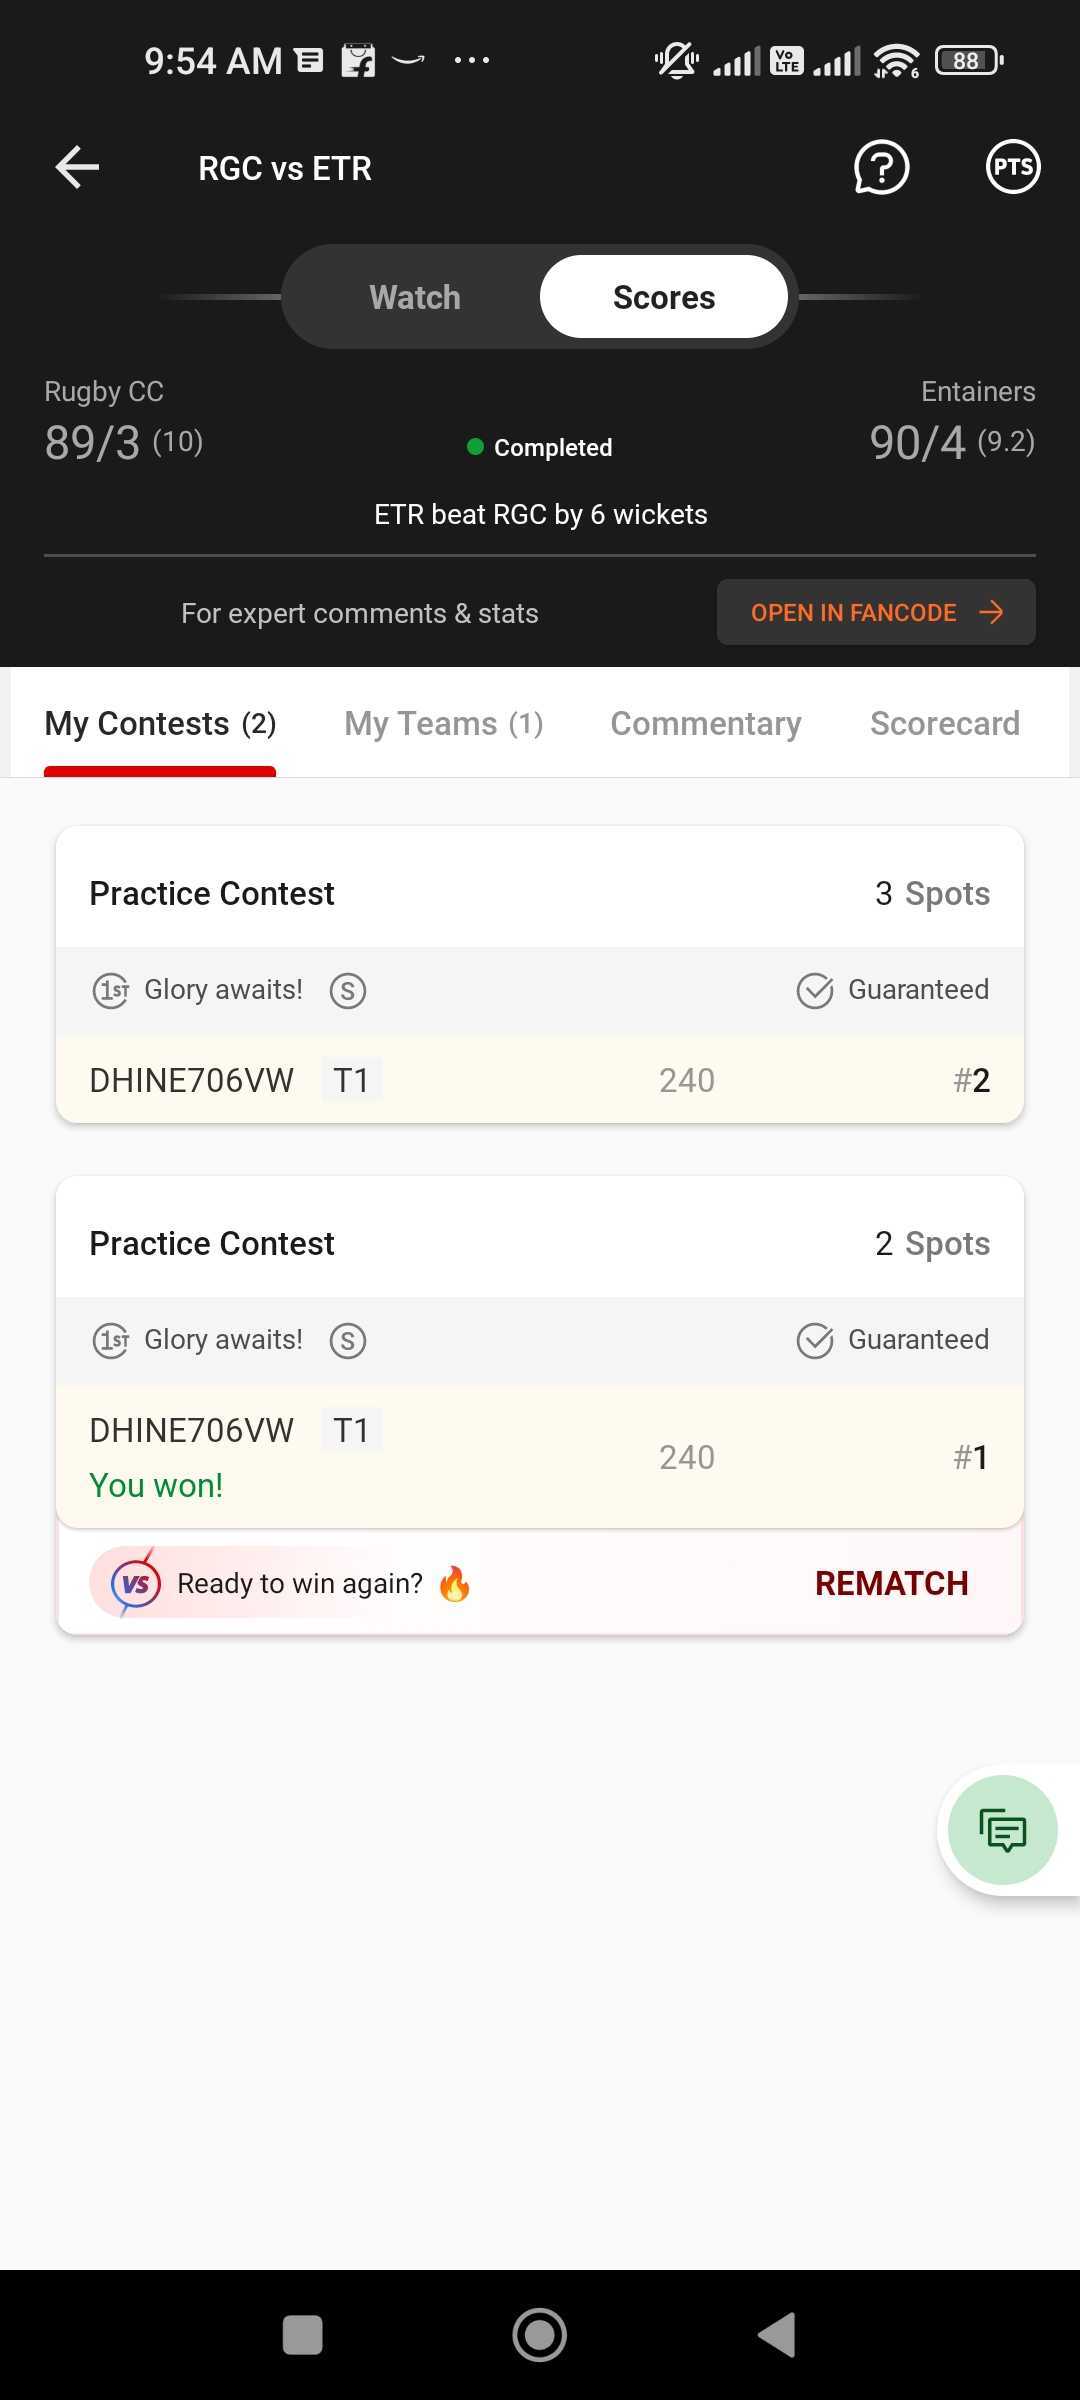 9:54 AM
Vo LTE
6
88
RGC vs ETR
PTS
Watch
Scores
Rugby CC
Entainers
89/3 (10)
Completed
90/4 (9.2)
ETR beat RGC by 6 wickets
For expert comments & stats
OPEN IN FANCODE
My Contests (2)
My Teams (1)
Commentary
Scorecard
Practice Contest
3 Spots
1ST Glory awaits! S
Guaranteed
DHINE706VW T1
240
#2
Practice Contest
2 Spots
1ST Glory awaits! S
Guaranteed
DHINE706VW T1
You won!
240
#1
VS Ready to win again?
REMATCH